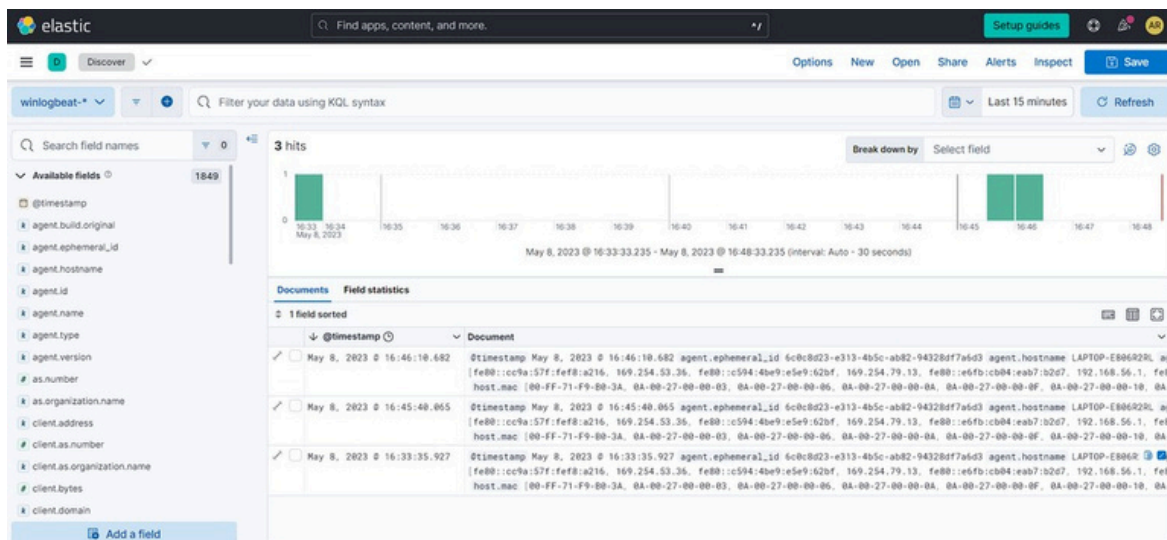 elastic
Find apps, content, and more.
^/
Setup guides
AR
D
Discover
Options New Open Share Alerts Inspect Save
winlogbeat-*
Filter your data using KQL syntax
Last 15 minutes
Refresh
Search field names
0
Available fields
1849
@timestamp
agent.build.original
agent.ephemeral_id
agent.hostname
agent.id
agent.name
agent.type
agent.version
as.number
as.organization.name
client.address
client.as.number
client.as.organization.name
client.bytes
client.domain
Add a field
3 hits
Break down by Select field
1
0
16:33 16:34 16:35 16:36 16:37 16:38 16:39 16:40 16:41 16:42 16:43 16:44 16:45 16:46 16:47 16:48
May 8, 2023
May 8, 2023 @ 16:33:33.235 - May 8, 2023 @ 16:48:33.235 (interval: Auto - 30 seconds)
Documents Field statistics
1 field sorted
@timestamp Document
May 8, 2023 @ 16:46:10.682 @timestamp May 8, 2023 @ 16:46:10.682 agent.ephemeral_id 6c0c8d23-e313-4b5c-ab82-94328df7a6d3 agent.hostname LAPTOP-E806R2RL
[fe80::cc9a:57f:fef8:a216, 169.254.53.36, fe80::c594:4be9:e5e9:62bf, 169.254.79.13, fe80::e6fb:cb04:eab7:b2d7, 192.168.56.1,
host.mac [00-FF-71-F9-B0-3A, 0A-00-27-00-00-03, 0A-00-27-00-00-06, 0A-00-27-00-00-0A, 0A-00-27-00-00-0F, 0A-00-27-00-00-10,
May 8, 2023 @ 16:45:40.065 @timestamp May 8, 2023 @ 16:45:40.065 agent.ephemeral_id 6c0c8d23-e313-4b5c-ab82-94328df7a6d3 agent.hostname LAPTOP-E806R2RL
[fe80::cc9a:57f:fef8:a216, 169.254.53.36, fe80::c594:4be9:e5e9:62bf, 169.254.79.13, fe80::e6fb:cb04:eab7:b2d7, 192.168.56.1,
host.mac [00-FF-71-F9-B0-3A, 0A-00-27-00-00-03, 0A-00-27-00-00-06, 0A-00-27-00-00-0A, 0A-00-27-00-00-0F, 0A-00-27-00-00-10,
May 8, 2023 @ 16:33:35.927 @timestamp May 8, 2023 @ 16:33:35.927 agent.ephemeral_id 6c0c8d23-e313-4b5c-ab82-94328df7a6d3 agent.hostname LAPTOP-E806R
[fe80::cc9a:57f:fef8:a216, 169.254.53.36, fe80::c594:4be9:e5e9:62bf, 169.254.79.13, fe80::e6fb:cb04:eab7:b2d7, 192.168.56.1,
host.mac [00-FF-71-F9-B0-3A, 0A-00-27-00-00-03, 0A-00-27-00-00-06, 0A-00-27-00-00-0A, 0A-00-27-00-00-0F, 0A-00-27-00-00-10,